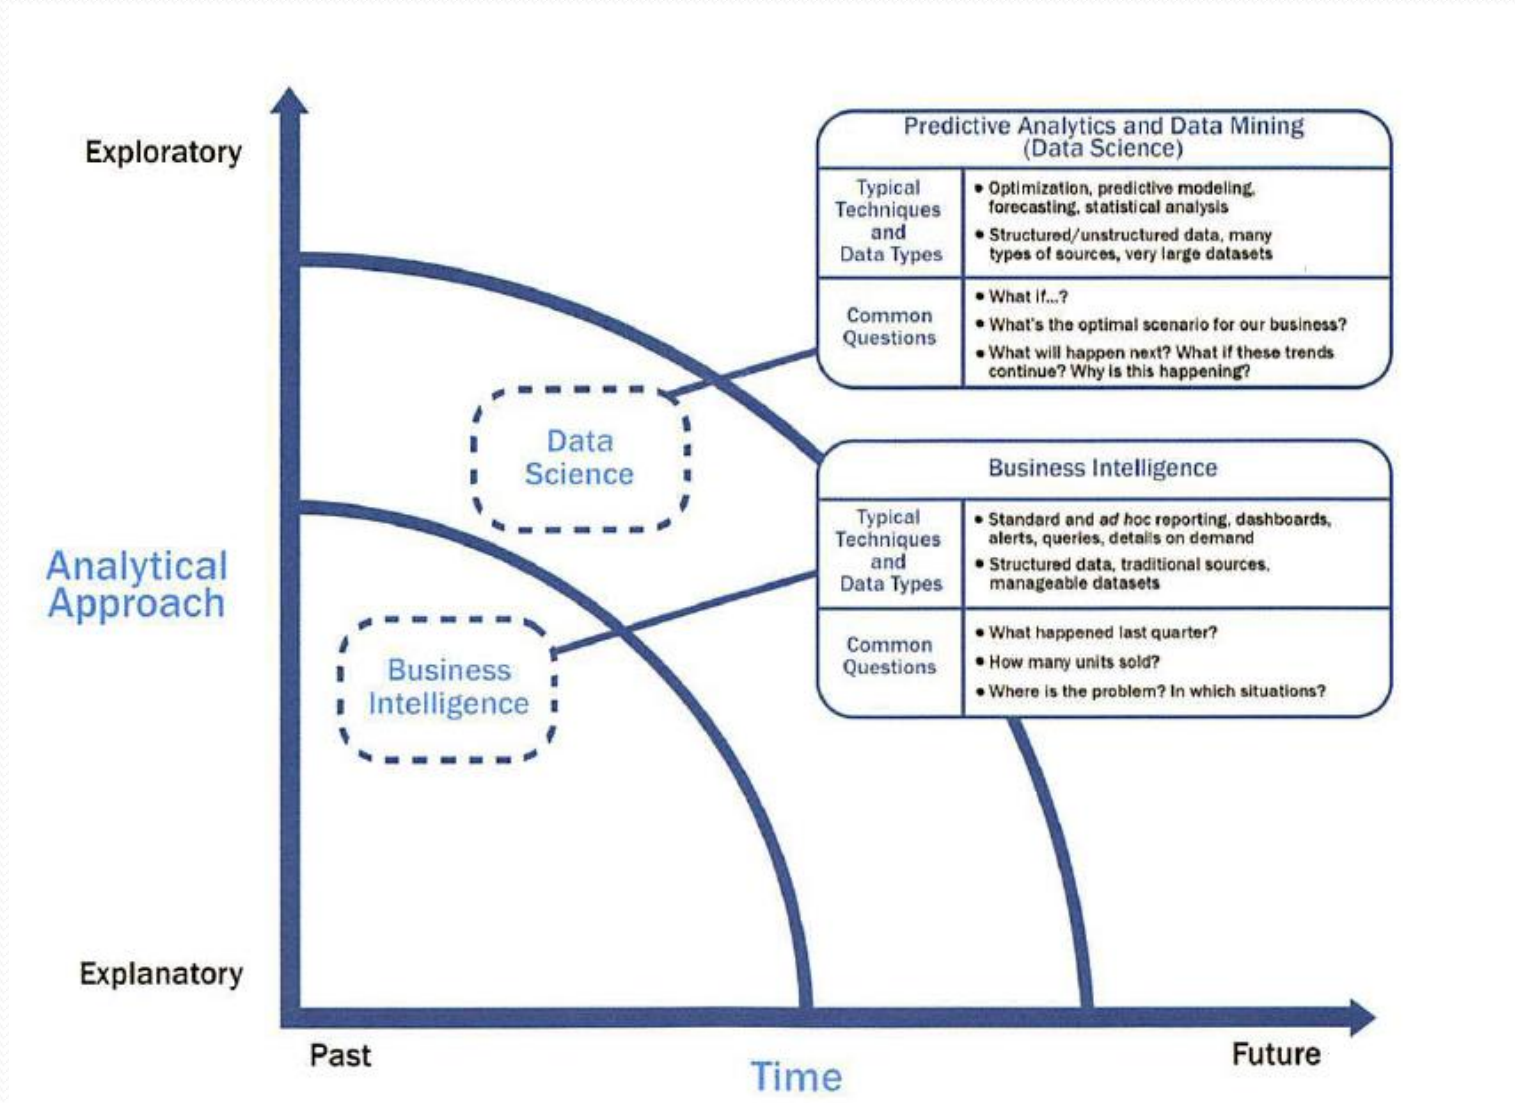 Exploratory
Analytical
Approach
Explanatory
Past
Time
Future
Data
Science
Business
Intelligence
Predictive Analytics and Data Mining
(Data Science)
Typical
Techniques
and
Data Types
• Optimization, predictive modeling,
forecasting, statistical analysis
• Structured/unstructured data, many
types of sources, very large datasets
Common
Questions
• What if...?
• What's the optimal scenario for our business?
• What will happen next? What if these trends
continue? Why is this happening?
Business Intelligence
Typical
Techniques
and
Data Types
• Standard and ad hoc reporting, dashboards,
alerts, queries, details on demand
• Structured data, traditional sources,
manageable datasets
Common
Questions
• What happened last quarter?
• How many units sold?
• Where is the problem? In which situations?